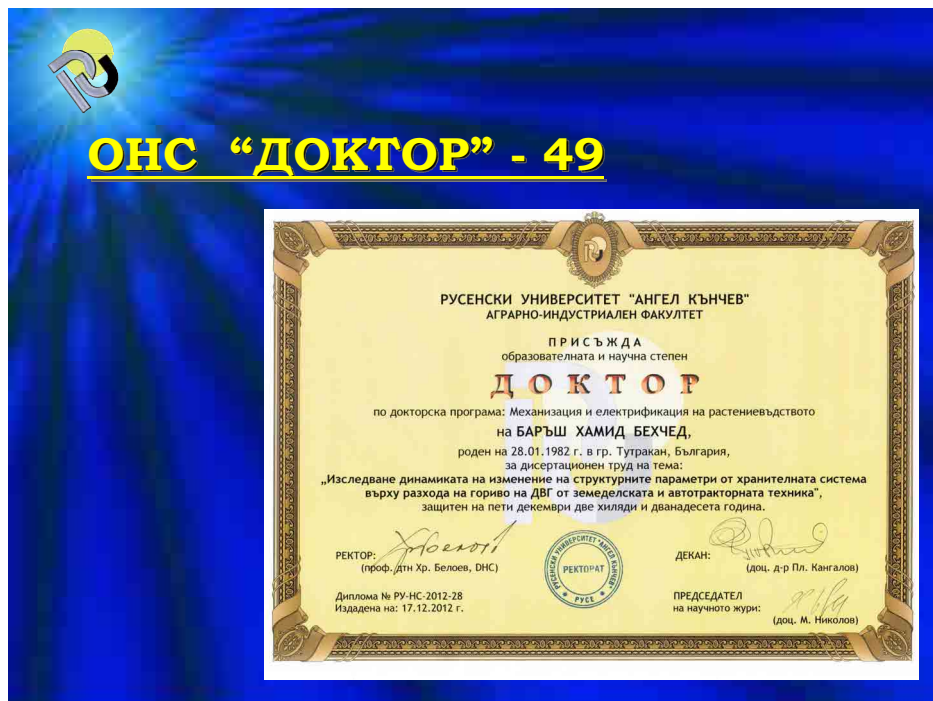 ОНС “ДОКТОР” - 49
РУСЕНСКИ УНИВЕРСИТЕТ "АНГЕЛ КЪНЧЕВ"
АГРАРНО-ИНДУСТРИАЛЕН ФАКУЛТЕТ
ПРИСЪЖДА
образователната и научна степен
ДОКТОР
по докторска програма: Механизация и електрификация на растениевъдството
на БАРЪШ ХАМИД БЕХЧЕД,
роден на 28.01.1982 г. в гр. Тутракан, България,
за дисертационен труд на тема:
„Изследване динамиката на изменение на структурните параметри от хранителната система
върху разхода на гориво на ДВГ от земеделската и автотракторната техника",
защитен на пети декември две хиляди и дванадесета година.
РЕКТОР:
(проф. дтн Хр. Белоев, DHC)
ДЕКАН:
(доц. д-р Пл. Кангалов)
РУСЕНСКИ УНИВЕРСИТЕТ "АНГЕЛ КЪНЧЕВ"
РЕКТОРАТ
РУСЕ
Диплома № РУ-НС-2012-28
Издадена на: 17.12.2012 г.
ПРЕДСЕДАТЕЛ
на научното жури:
(доц. М. Николов)